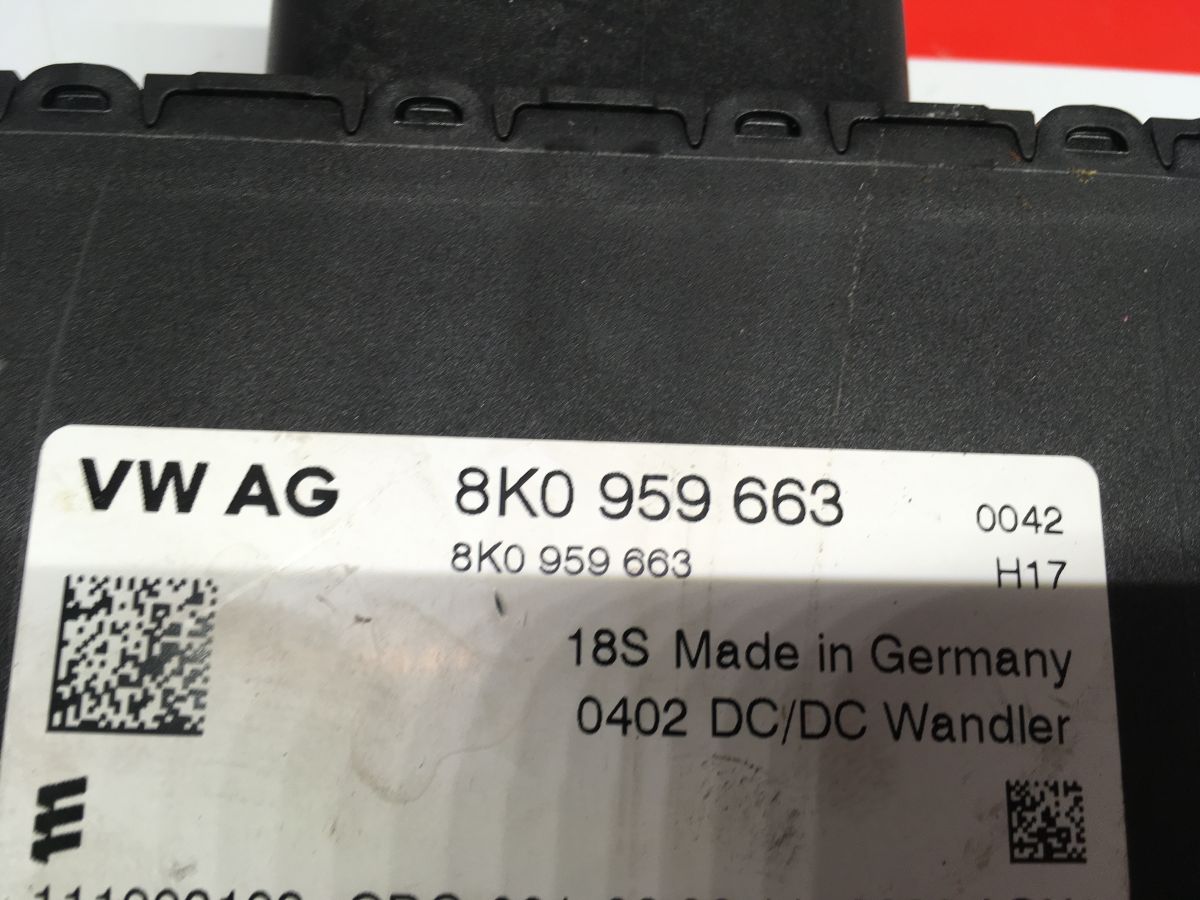 VW AG 8K0 959 663 0042
8K0 959 663 H17
18S Made in Germany
0402 DC/DC Wandler